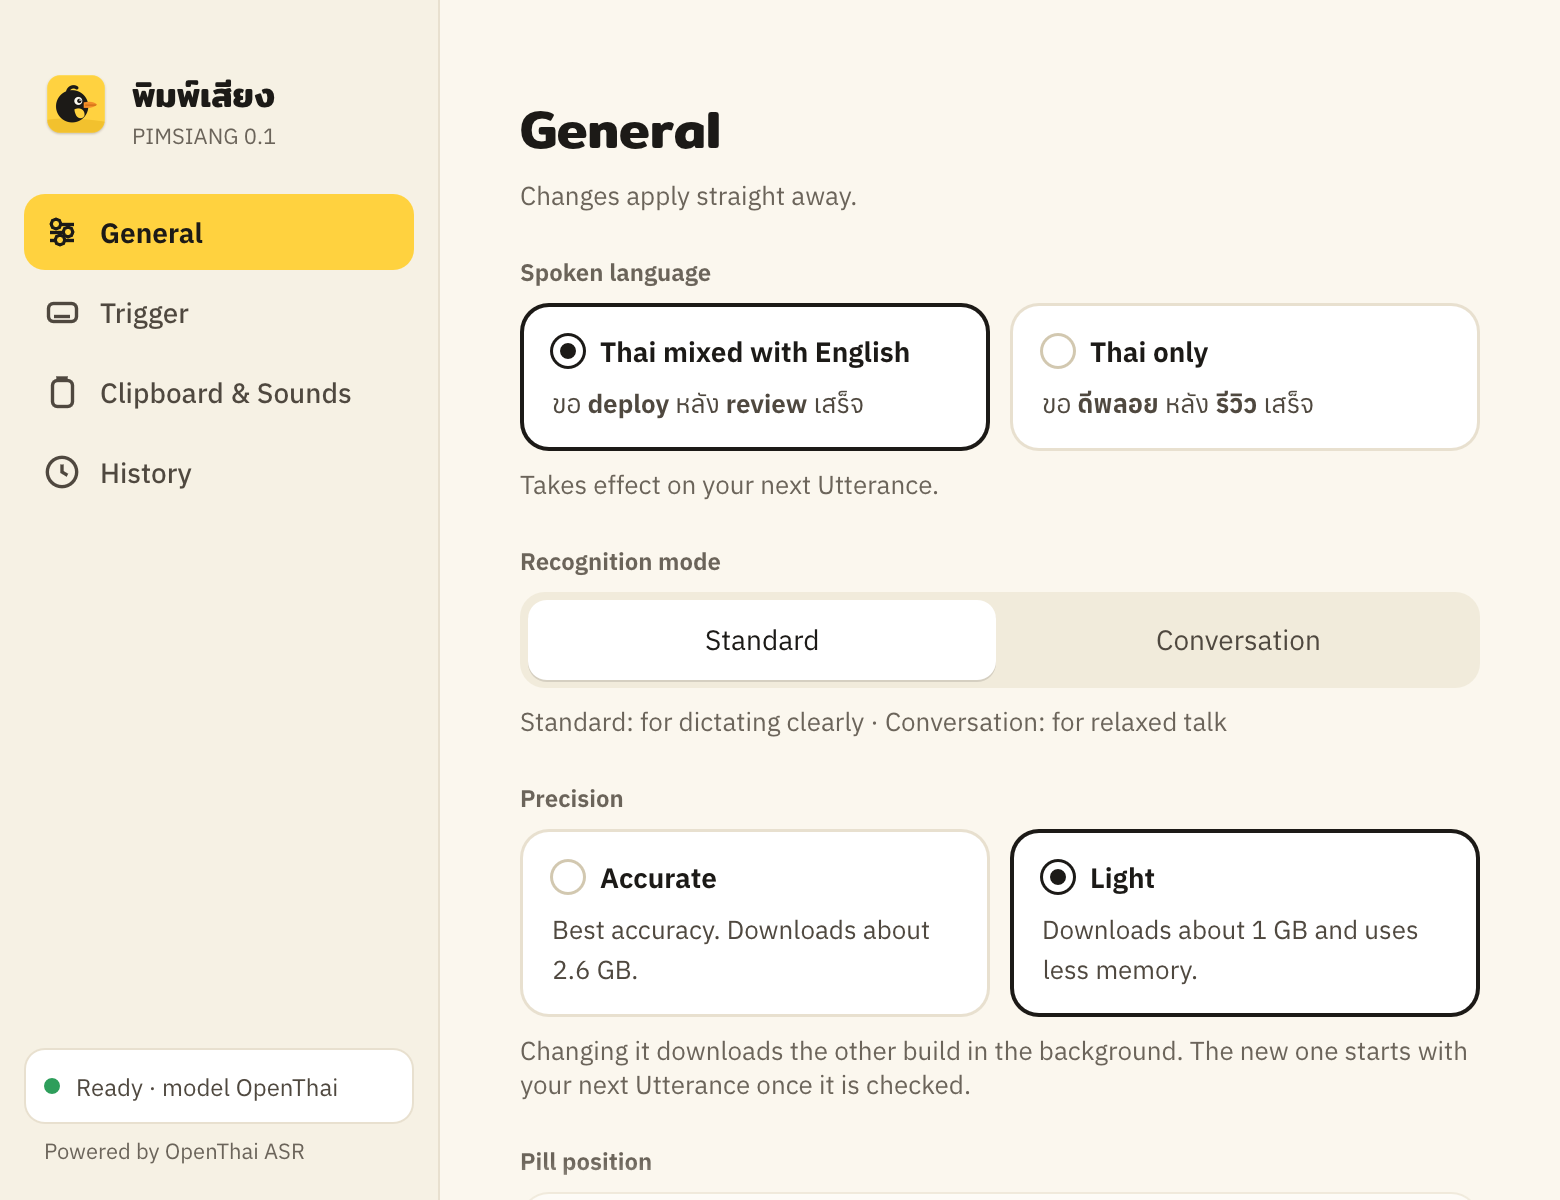 พิมพ์เสียง
PIMSIANG 0.1
General
Trigger
Clipboard & Sounds
History
Ready · model OpenThai
Powered by OpenThai ASR
General
Changes apply straight away.
Spoken language
Thai mixed with English
ขอ deploy หลัง review เสร็จ
Thai only
ขอ ดีพลอย หลัง รีวิว เสร็จ
Takes effect on your next Utterance.
Recognition mode
Standard
Conversation
Standard: for dictating clearly · Conversation: for relaxed talk
Precision
Accurate
Best accuracy. Downloads about
2.6 GB.
Light
Downloads about 1 GB and uses
less memory.
Changing it downloads the other build in the background. The new one starts with
your next Utterance once it is checked.
Pill position